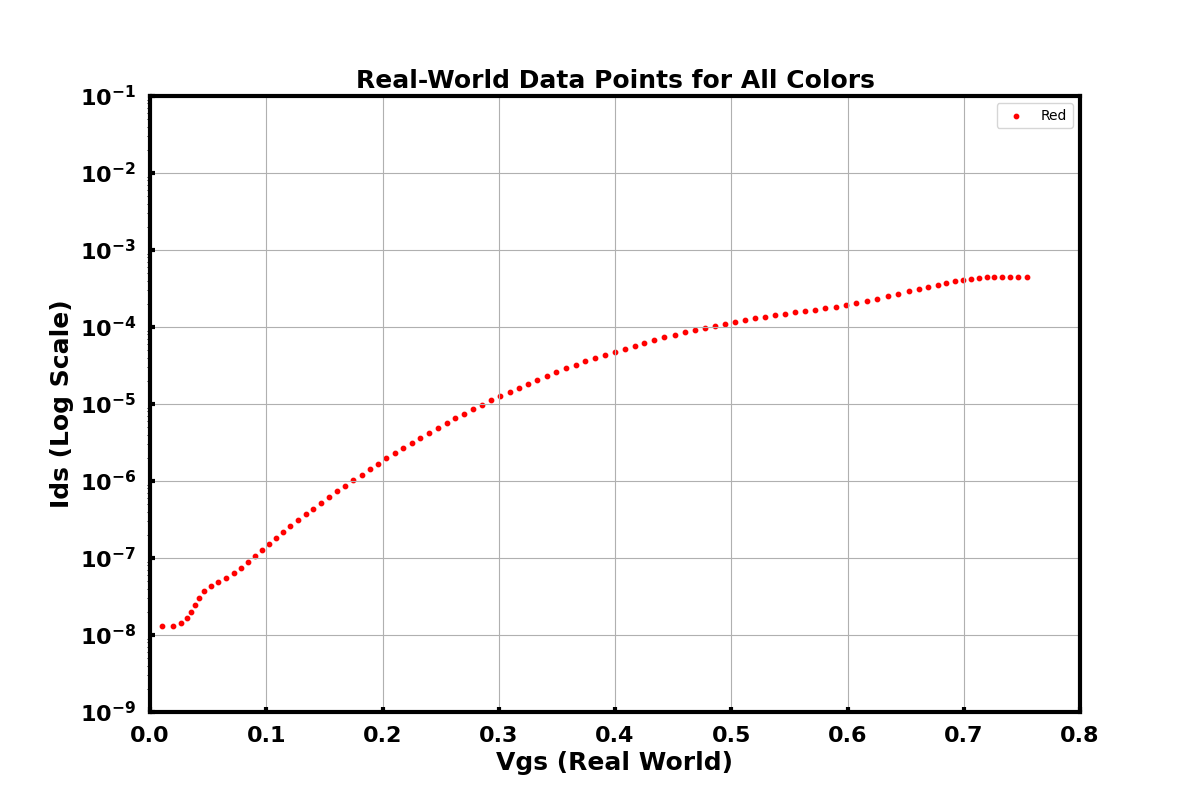 Real-World Data Points for All Colors
Red
10⁻¹
10⁻²
10⁻³
10⁻⁴
10⁻⁵
10⁻⁶
10⁻⁷
10⁻⁸
10⁻⁹
Ids (Log Scale)
0.0 0.1 0.2 0.3 0.4 0.5 0.6 0.7 0.8
Vgs (Real World)